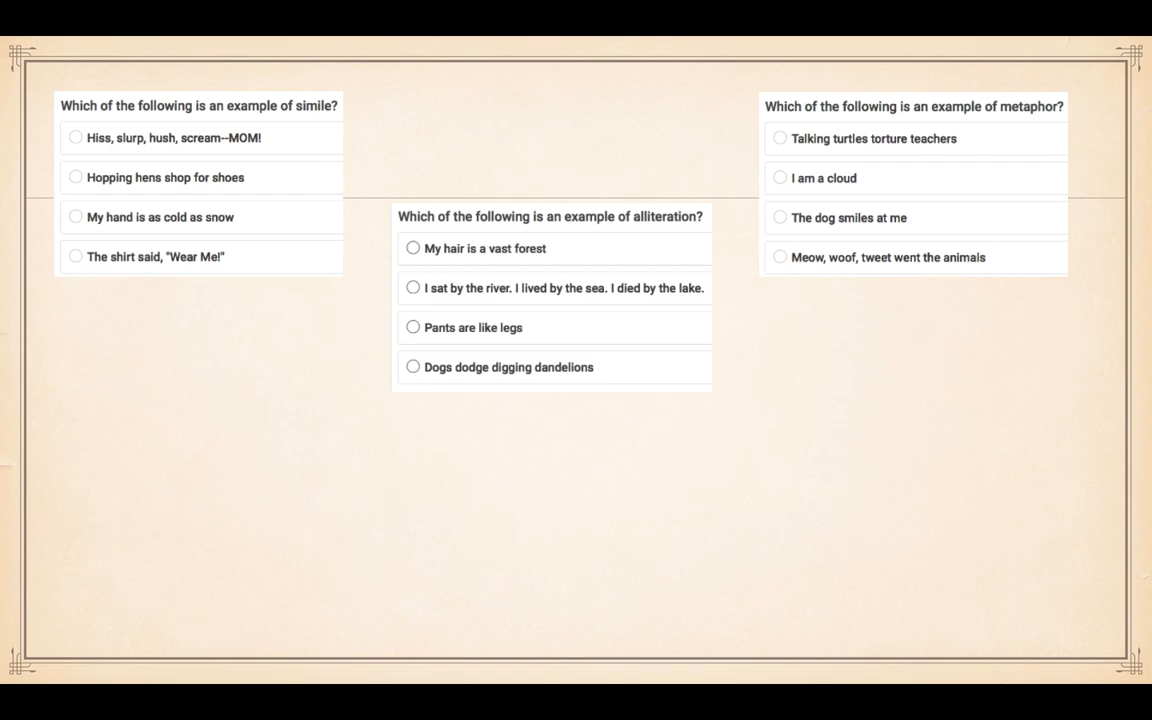 Which of the following is an example of simile?
Hiss, slurp, hush, scream--MOM!
Hopping hens shop for shoes
My hand is as cold as snow
The shirt said, "Wear Me!"
Which of the following is an example of alliteration?
My hair is a vast forest
I sat by the river. I lived by the sea. I died by the lake.
Pants are like legs
Dogs dodge digging dandelions
Which of the following is an example of metaphor?
Talking turtles torture teachers
I am a cloud
The dog smiles at me
Meow, woof, tweet went the animals